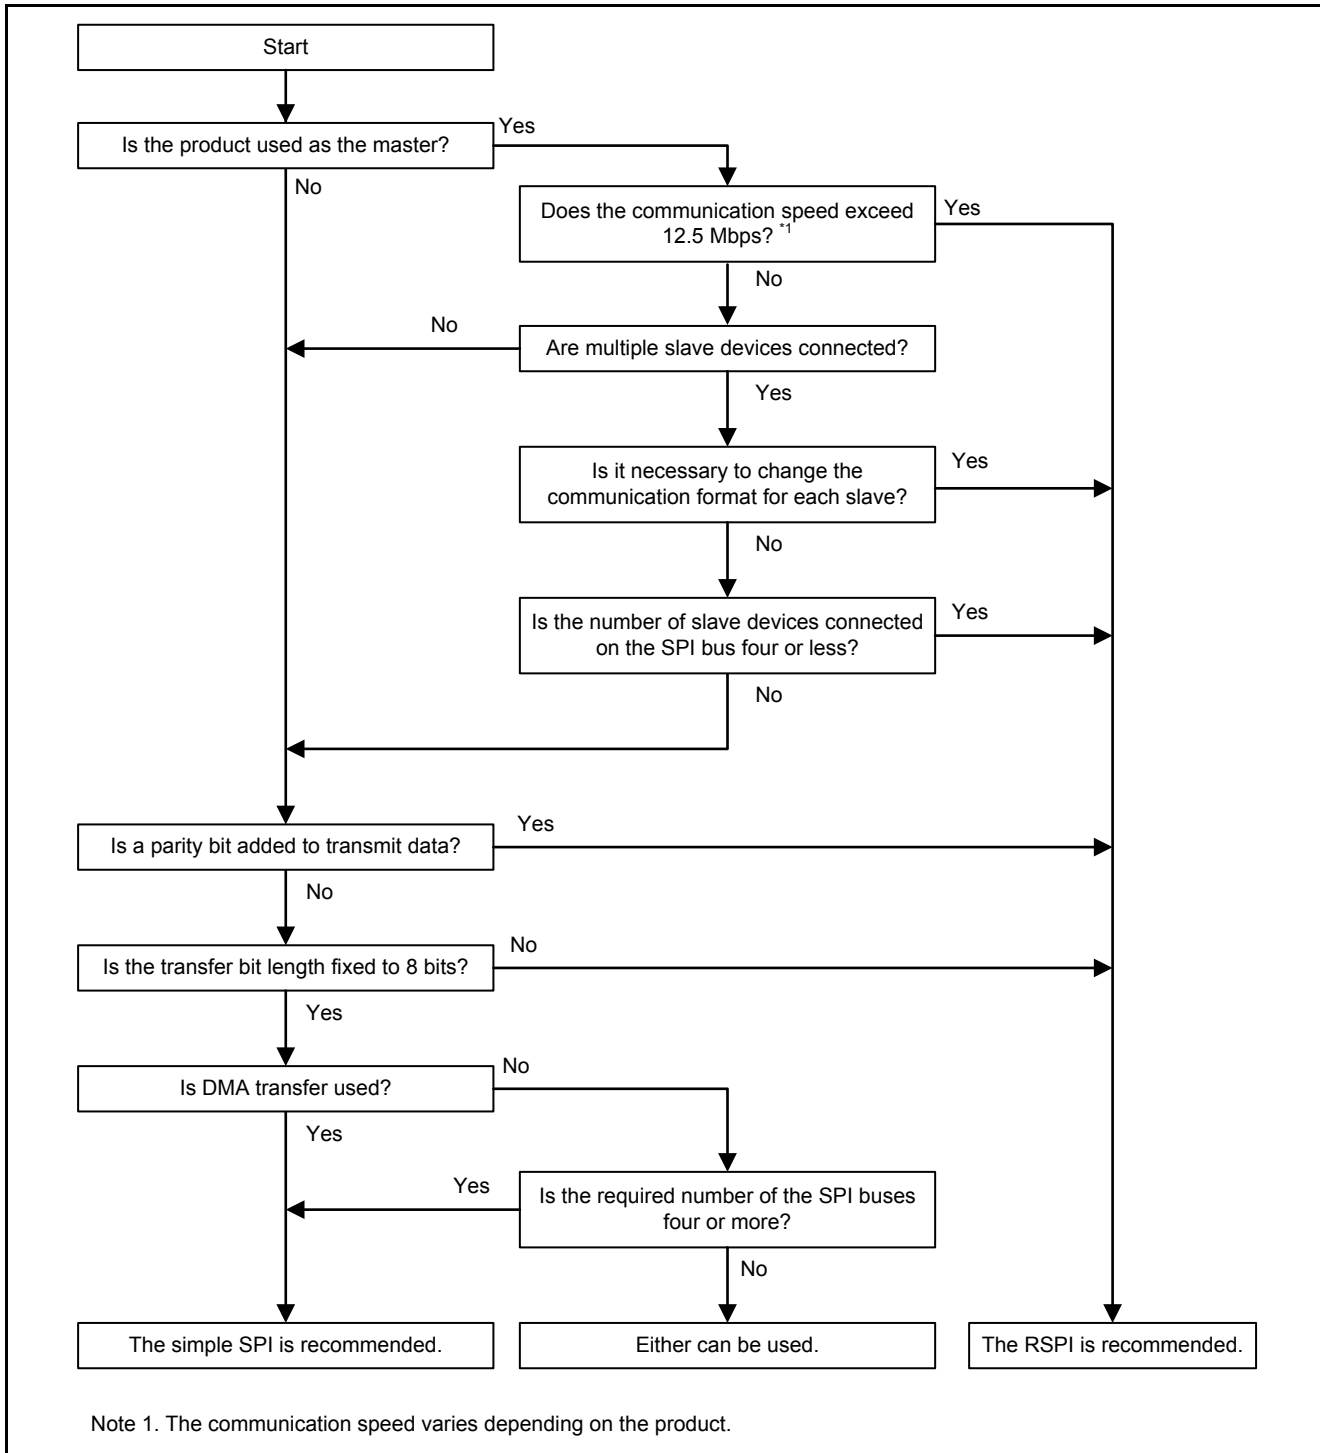 Start
Is the product used as the master?
Yes
No
Does the communication speed exceed
12.5 Mbps? *1
Yes
No
No
Are multiple slave devices connected?
Yes
Is it necessary to change the
communication format for each slave?
Yes
No
Is the number of slave devices connected
on the SPI bus four or less?
Yes
No
Is a parity bit added to transmit data?
Yes
No
Is the transfer bit length fixed to 8 bits?
No
Yes
Is DMA transfer used?
No
Yes
Yes
Is the required number of the SPI buses
four or more?
No
The simple SPI is recommended.
Either can be used.
The RSPI is recommended.
Note 1. The communication speed varies depending on the product.